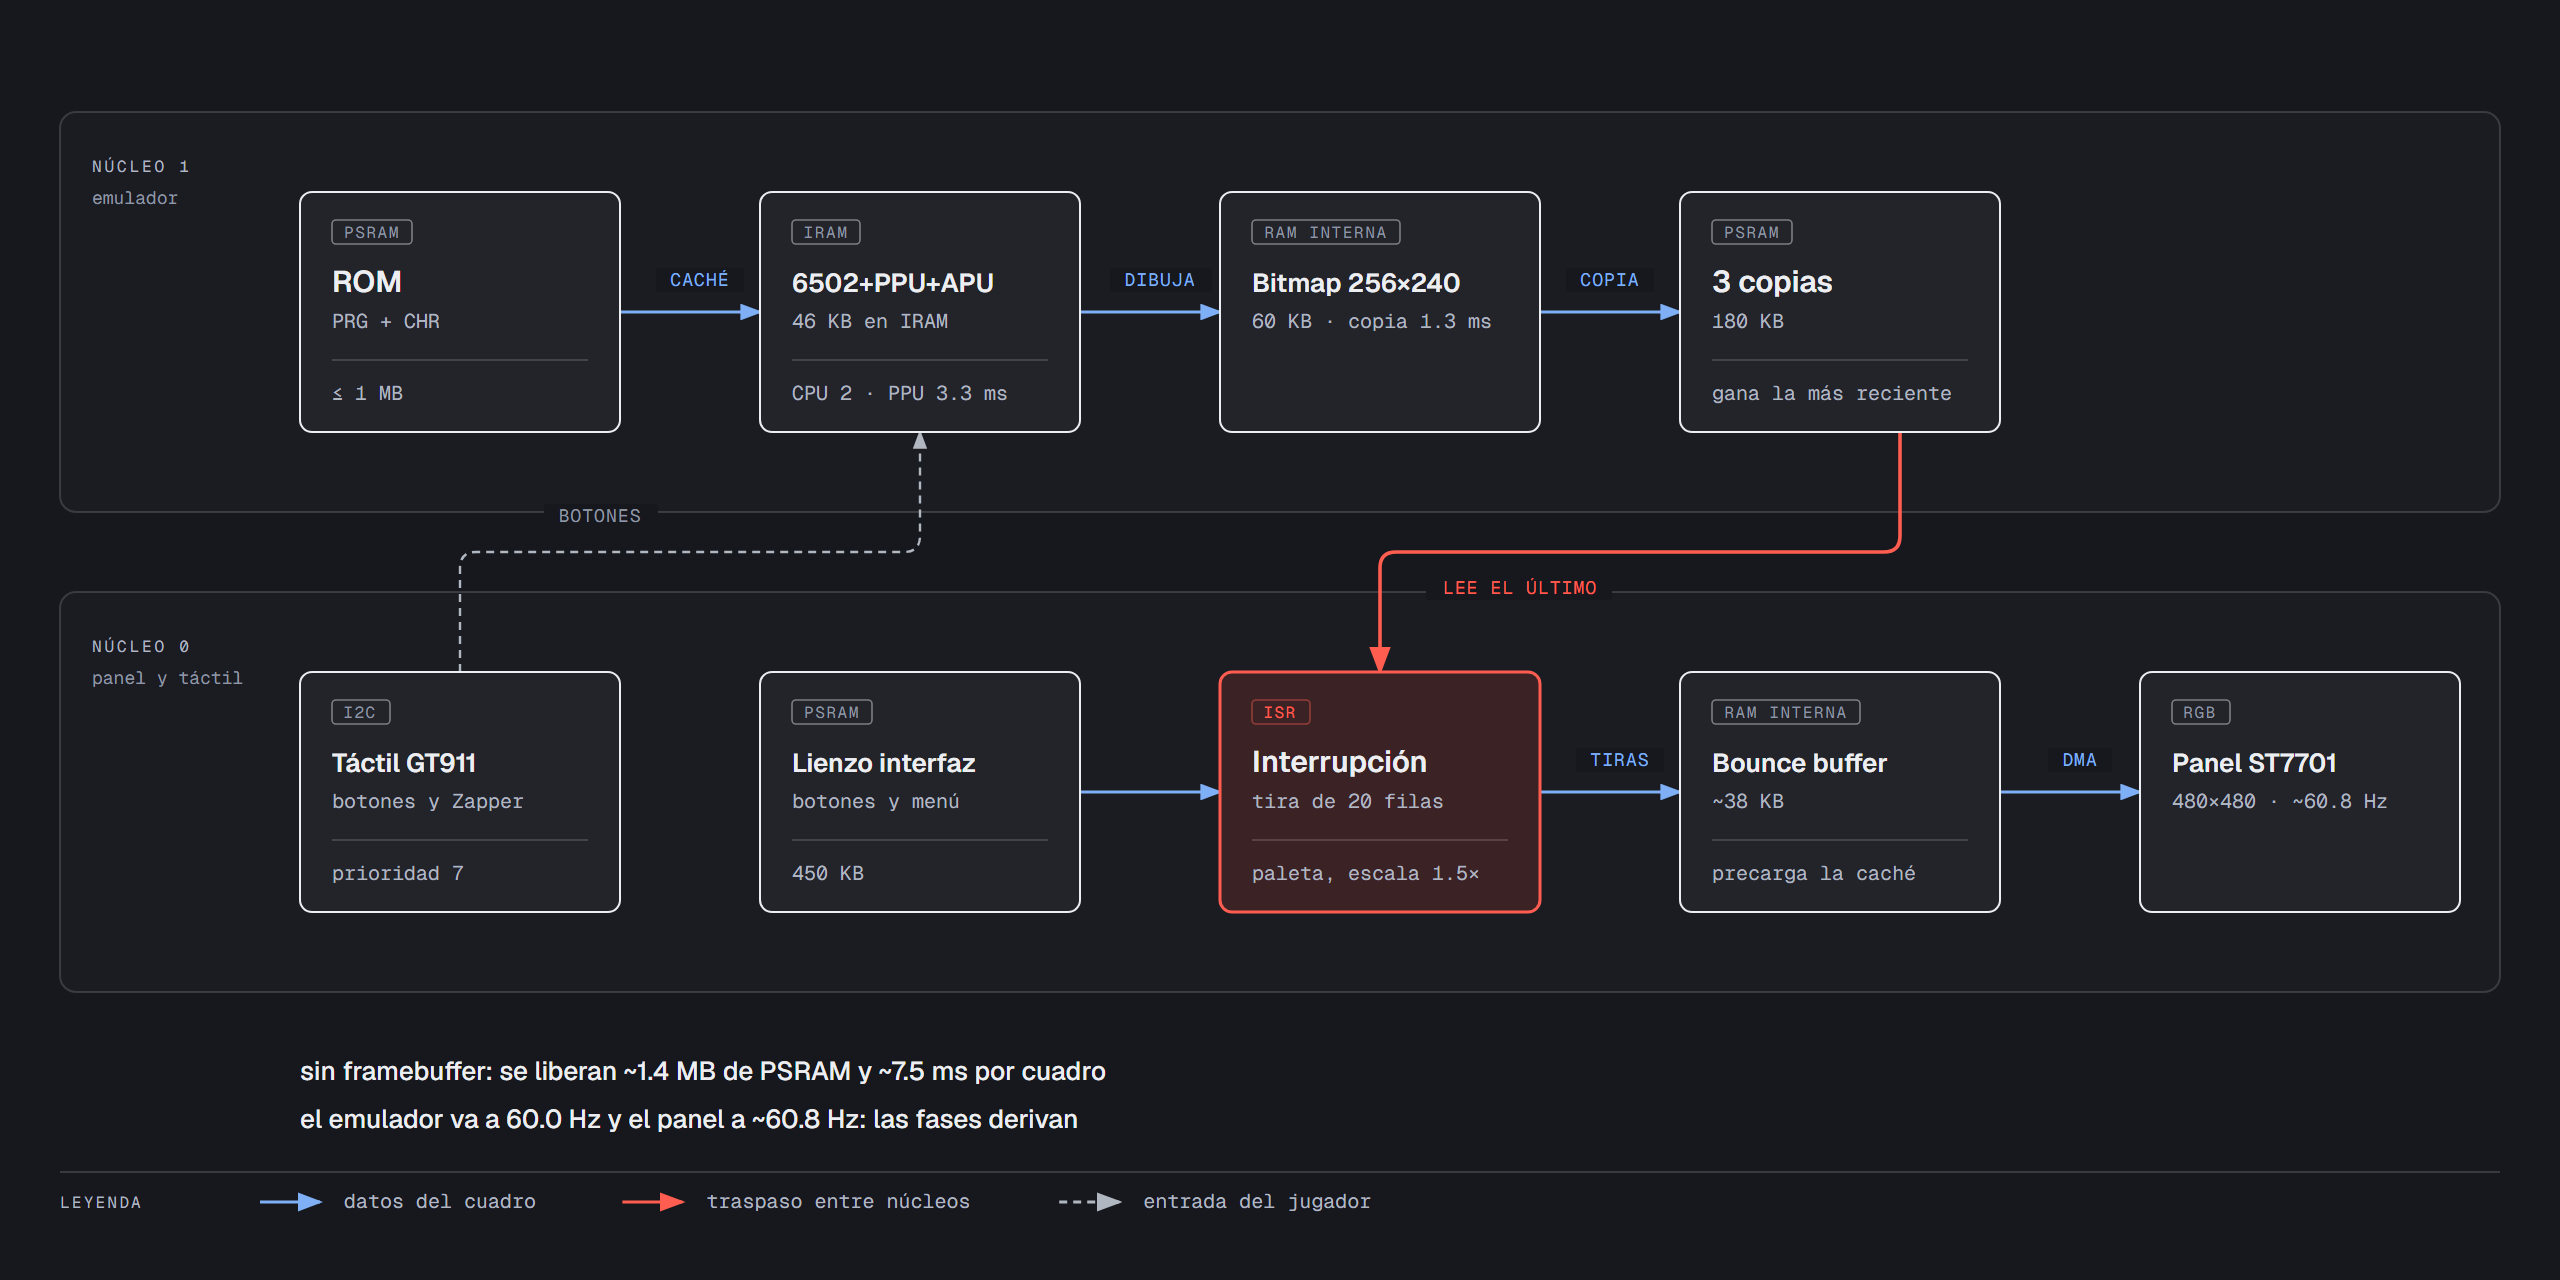 NÚCLEO 1
emulador
PSRAM
ROM
PRG + CHR
≤ 1 MB
CACHÉ
IRAM
6502+PPU+APU
46 KB en IRAM
CPU 2 · PPU 3.3 ms
DIBUJA
RAM INTERNA
Bitmap 256×240
60 KB · copia 1.3 ms
COPIA
PSRAM
3 copias
180 KB
gana la más reciente
BOTONES
LEE EL ÚLTIMO
NÚCLEO 0
panel y táctil
I2C
Táctil GT911
botones y Zapper
prioridad 7
PSRAM
Lienzo interfaz
botones y menú
450 KB
ISR
Interrupción
tira de 20 filas
paleta, escala 1.5×
TIRAS
RAM INTERNA
Bounce buffer
~38 KB
precarga la caché
DMA
RGB
Panel ST7701
480×480 · ~60.8 Hz
sin framebuffer: se liberan ~1.4 MB de PSRAM y ~7.5 ms por cuadro
el emulador va a 60.0 Hz y el panel a ~60.8 Hz: las fases derivan
LEYENDA
datos del cuadro
traspaso entre núcleos
entrada del jugador